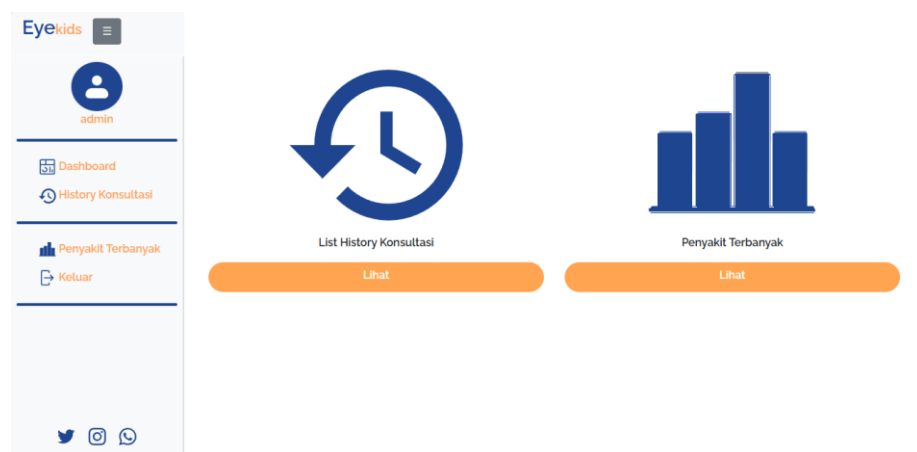 Eyekids
admin
Dashboard
History Konsultasi
Penyakit Terbanyak
Keluar
List History Konsultasi
Lihat
Penyakit Terbanyak
Lihat